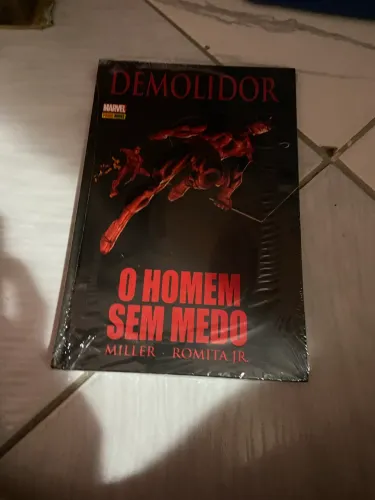 DEMOLIDOR
MARVEL
O HOMEM
SEM MEDO
MILLER · ROMITA JR.